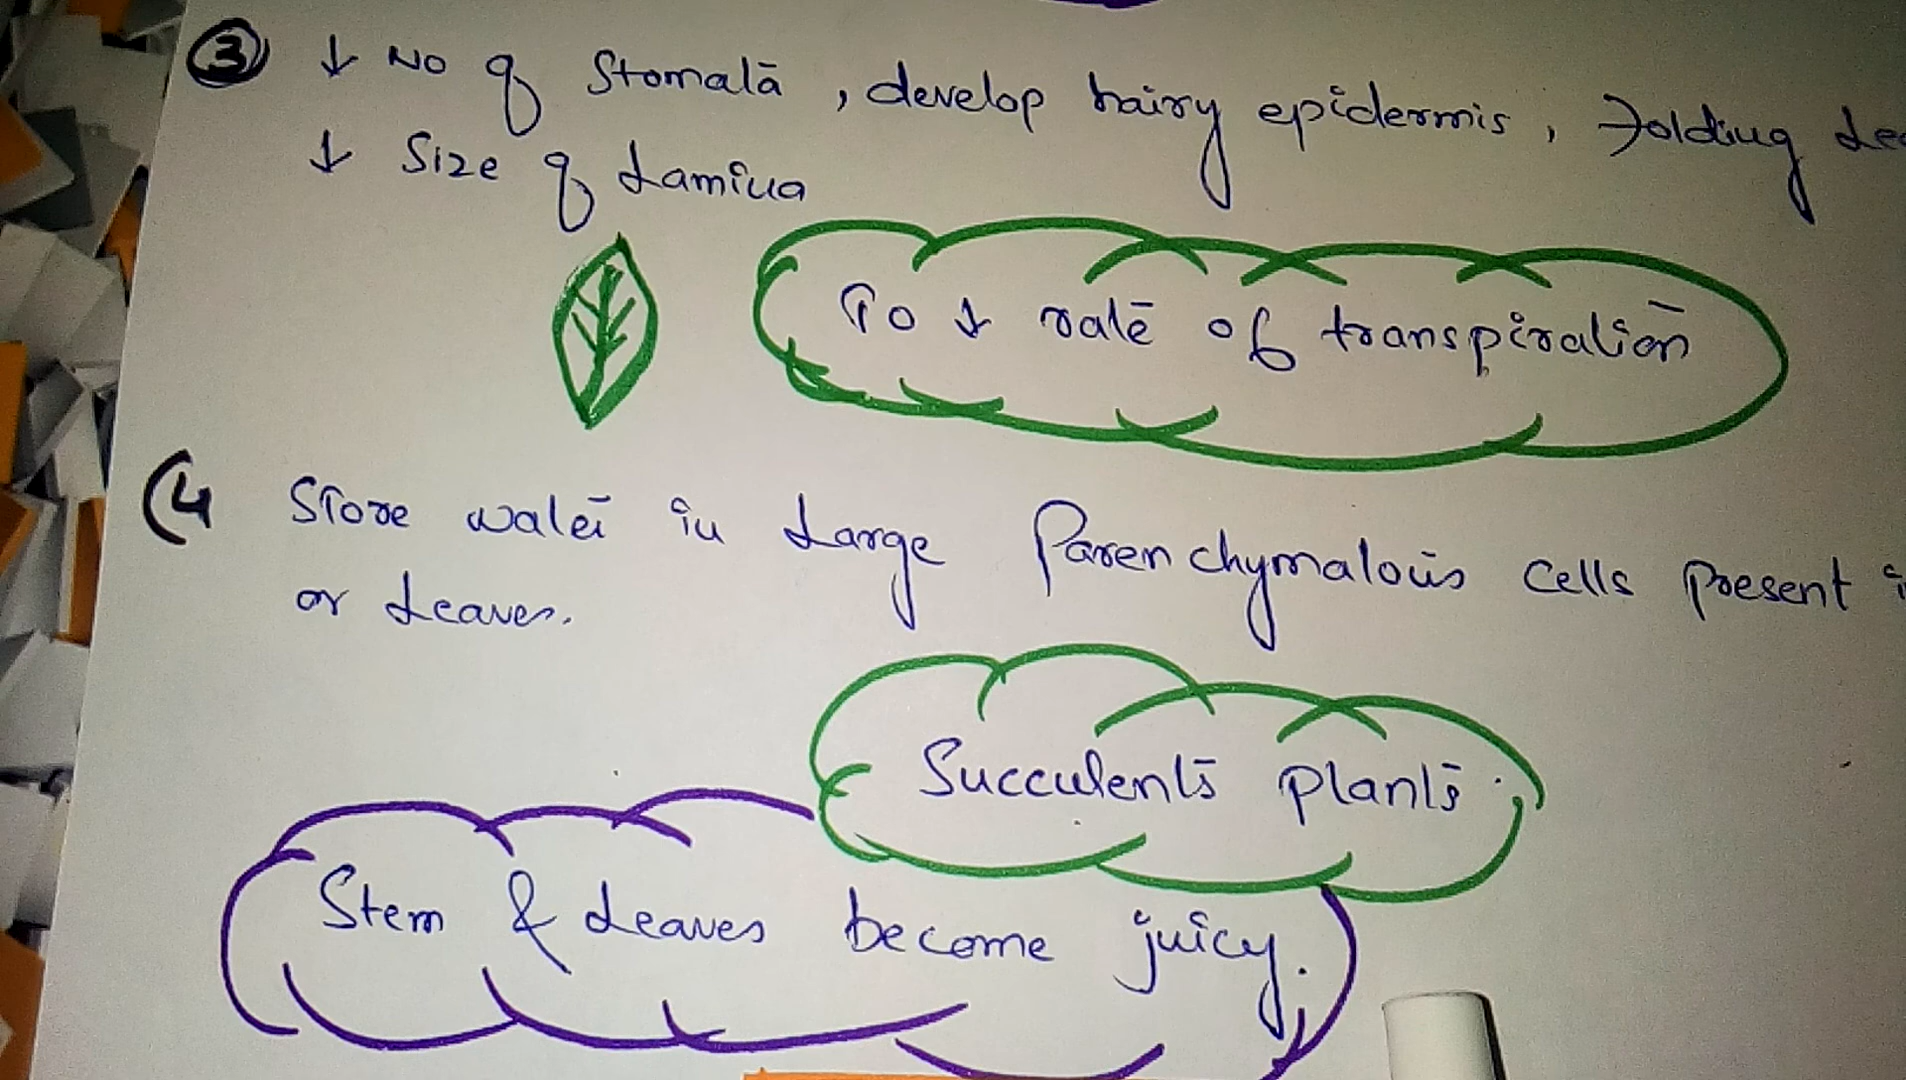 ③ ↓ No of Stomata, develop hairy epidermis, Folding
↓ Size of Lamina
To ↓ rate of transpiration
(4 Store water in Large Parenchymatous cells present
or Leaves.
Succulents plants
Stem & Leaves become juicy.